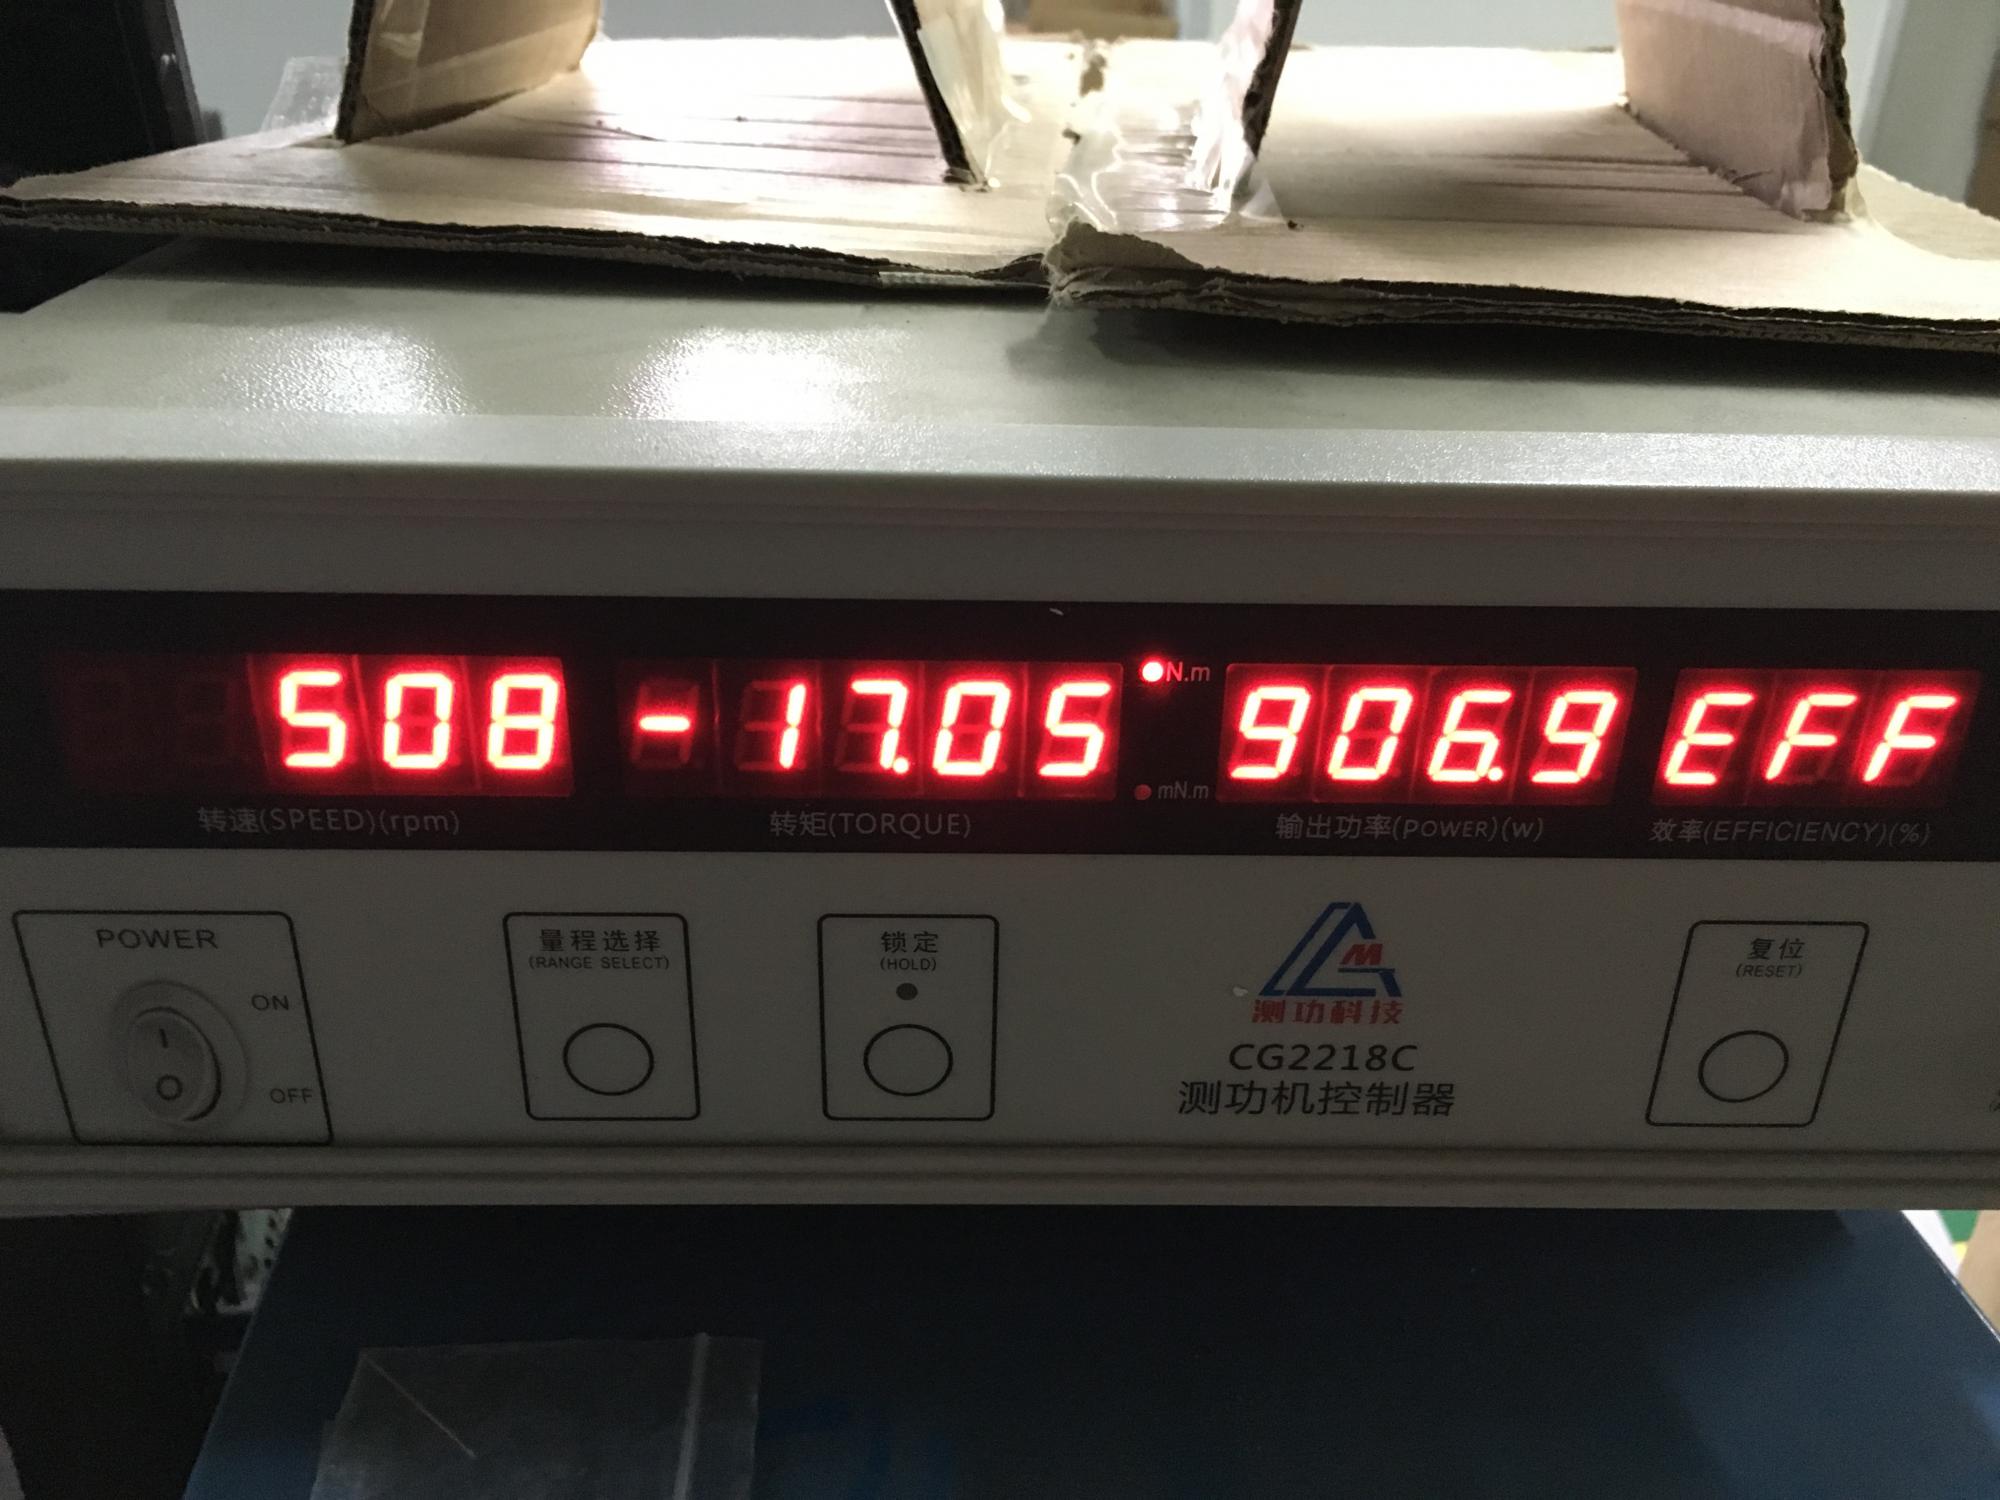 508 -17.05 N.m 906.9 EFF
mN.m
转速(SPEED)(rpm) 转矩(TORQUE) 输出功率(POWER)(w) 效率(EFFICIENCY)(%)
POWER
ON
OFF
量程选择
(RANGE SELECT)
锁定
(HOLD)
测功科技
CG2218C
测功机控制器
复位
(RESET)